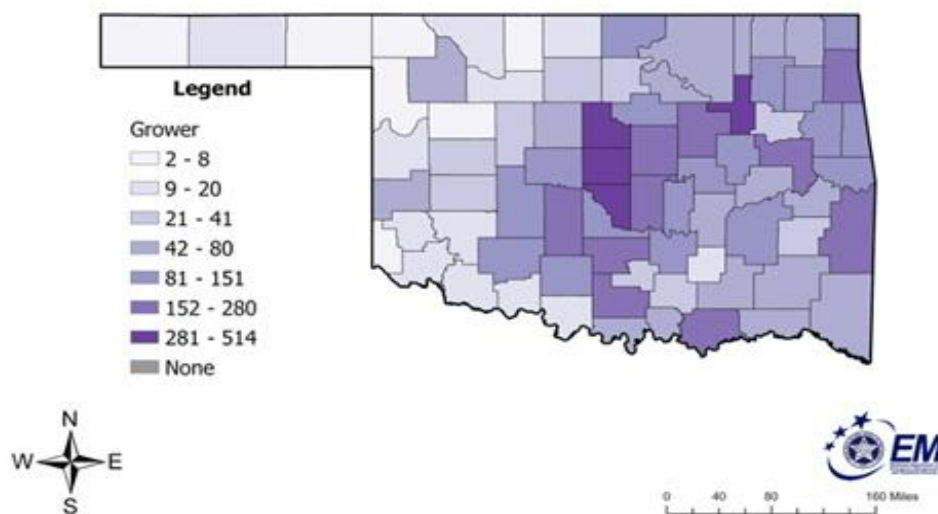 Legend
Grower
2 - 8
9 - 20
21 - 41
42 - 80
81 - 151
152 - 280
281 - 514
None
N
W E
S
EM
0 40 80 160 Miles